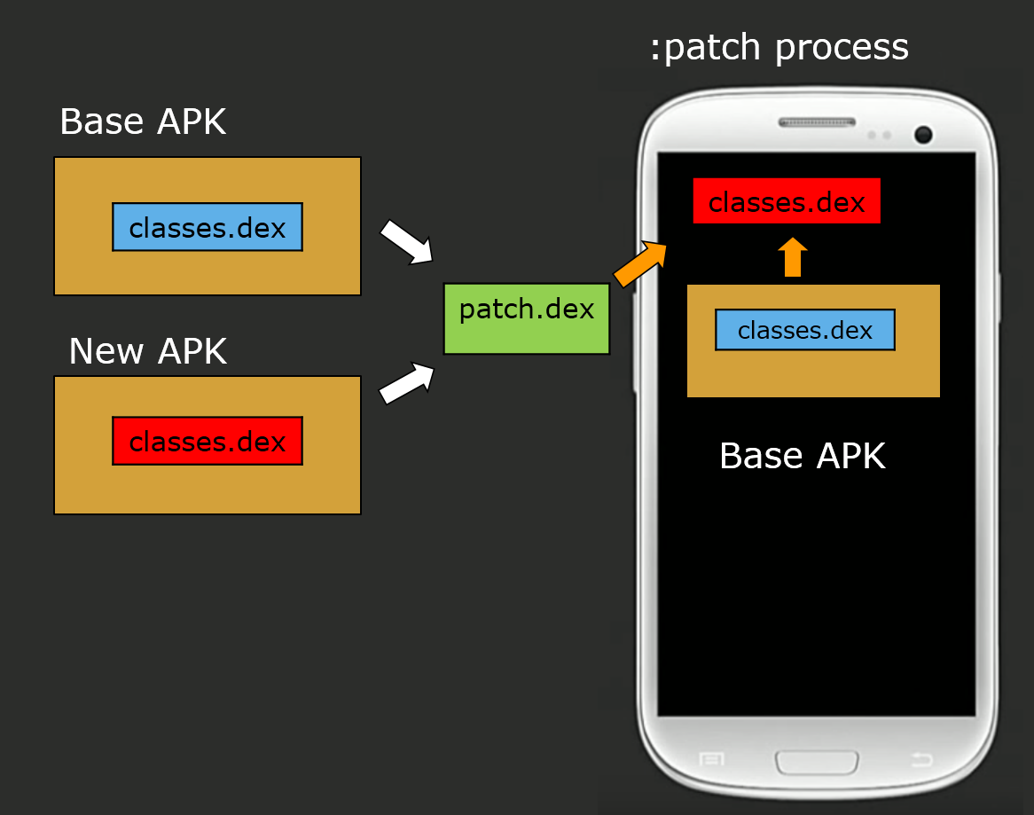 :patch process
Base APK
classes.dex
New APK
classes.dex
patch.dex
classes.dex
classes.dex
Base APK